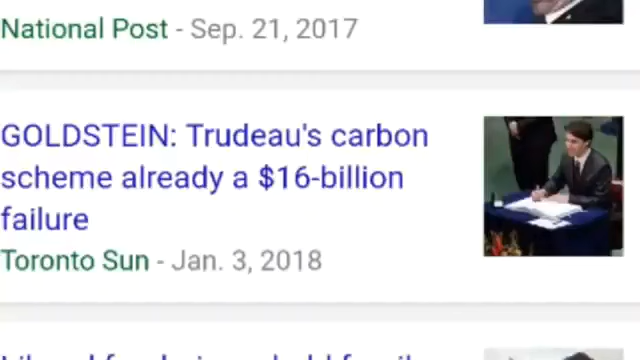 National Post - Sep. 21, 2017
GOLDSTEIN: Trudeau's carbon
scheme already a $16-billion
failure
Toronto Sun - Jan. 3, 2018